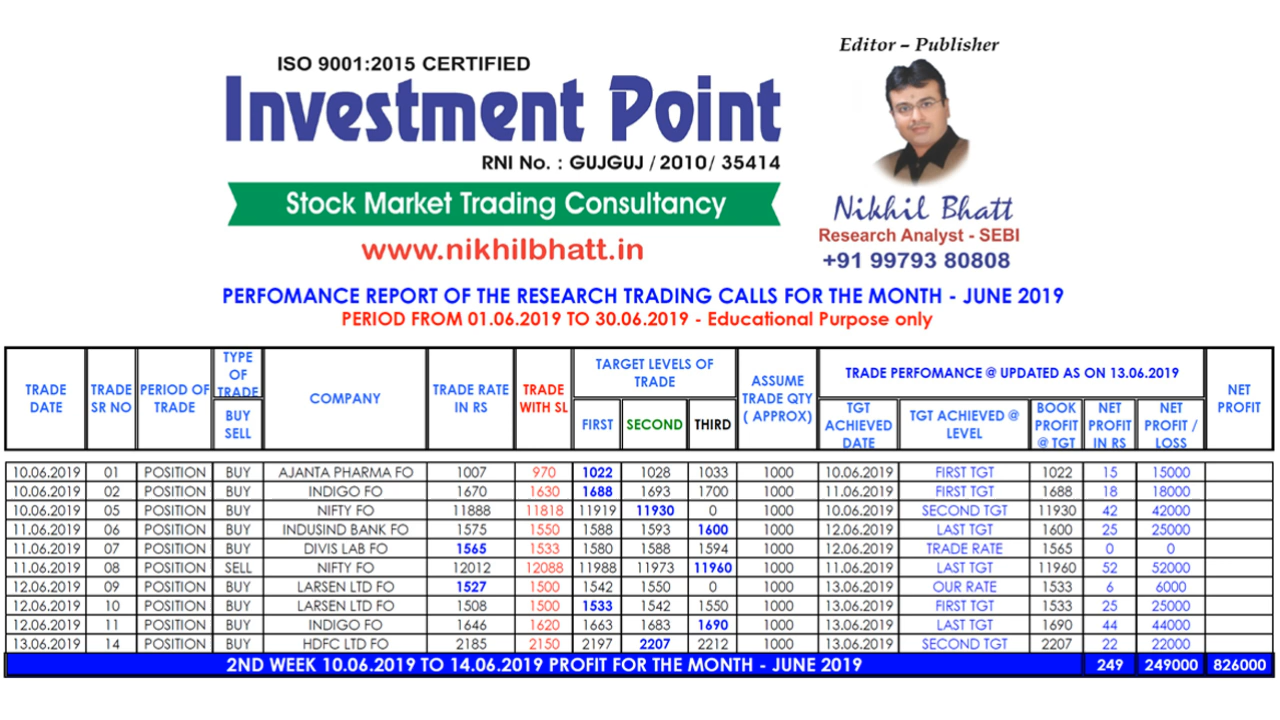 Editor – Publisher
ISO 9001:2015 CERTIFIED
Investment Point
RNI No. : GUJGUJ / 2010/ 35414
Stock Market Trading Consultancy
www.nikhilbhatt.in
Nikhil Bhatt
Research Analyst - SEBI
+91 99793 80808
PERFOMANCE REPORT OF THE RESEARCH TRADING CALLS FOR THE MONTH - JUNE 2019
PERIOD FROM 01.06.2019 TO 30.06.2019 - Educational Purpose only
TRADE DATE
TRADE SR NO
PERIOD OF TRADE
TYPE OF TRADE
BUY SELL
COMPANY
TRADE RATE IN RS
TRADE WITH SL
TARGET LEVELS OF TRADE
FIRST SECOND THIRD
ASSUME TRADE QTY ( APPROX)
TRADE PERFOMANCE @ UPDATED AS ON 13.06.2019
TGT ACHIEVED DATE
TGT ACHIEVED @ LEVEL
BOOK PROFIT @ TGT
NET PROFIT IN RS
NET PROFIT / LOSS
NET PROFIT
10.06.2019 01 POSITION BUY AJANTA PHARMA FO 1007 970 1022 1028 1033 1000 10.06.2019 FIRST TGT 1022 15 15000
10.06.2019 02 POSITION BUY INDIGO FO 1670 1630 1688 1693 1700 1000 11.06.2019 FIRST TGT 1688 18 18000
10.06.2019 05 POSITION BUY NIFTY FO 11888 11818 11919 11930 0 1000 10.06.2019 SECOND TGT 11930 42 42000
11.06.2019 06 POSITION BUY INDUSIND BANK FO 1575 1550 1588 1593 1600 1000 12.06.2019 LAST TGT 1600 25 25000
11.06.2019 07 POSITION BUY DIVIS LAB FO 1565 1533 1580 1588 1594 1000 12.06.2019 TRADE RATE 1565 0 0
11.06.2019 08 POSITION SELL NIFTY FO 12012 12088 11988 11973 11960 1000 11.06.2019 LAST TGT 11960 52 52000
12.06.2019 09 POSITION BUY LARSEN LTD FO 1527 1500 1542 1550 0 1000 13.06.2019 OUR RATE 1533 6 6000
12.06.2019 10 POSITION BUY LARSEN LTD FO 1508 1500 1533 1542 1550 1000 13.06.2019 FIRST TGT 1533 25 25000
12.06.2019 11 POSITION BUY INDIGO FO 1646 1620 1663 1683 1690 1000 13.06.2019 LAST TGT 1690 44 44000
13.06.2019 14 POSITION BUY HDFC LTD FO 2185 2150 2197 2207 2212 1000 13.06.2019 SECOND TGT 2207 22 22000
2ND WEEK 10.06.2019 TO 14.06.2019 PROFIT FOR THE MONTH - JUNE 2019 249 249000 826000